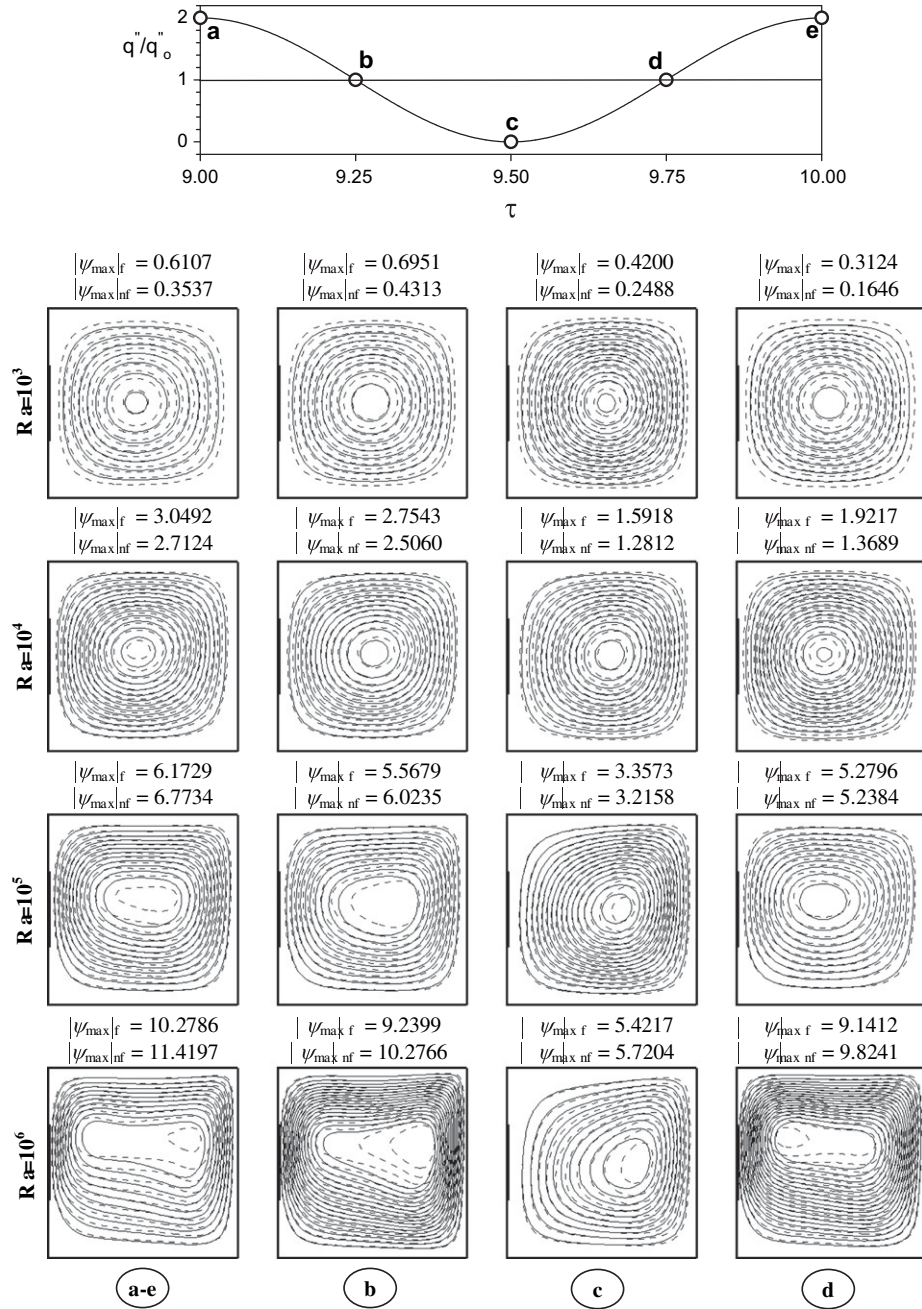 2
q"/q"o
a
e
b
d
1
c
0
9.00 9.25 9.50 9.75 10.00
τ
|ψmax|f = 0.6107 |ψmax|f = 0.6951 |ψmax|f = 0.4200 |ψmax|f = 0.3124
|ψmax|nf = 0.3537 |ψmax|nf = 0.4313 |ψmax|nf = 0.2488 |ψmax|nf = 0.1646
Ra=10³
|ψmax|f = 3.0492 |ψmax|f = 2.7543 |ψmax|f = 1.5918 |ψmax|f = 1.9217
|ψmax|nf = 2.7124 |ψmax|nf = 2.5060 |ψmax|nf = 1.2812 |ψmax|nf = 1.3689
Ra=10⁴
|ψmax|f = 6.1729 |ψmax|f = 5.5679 |ψmax|f = 3.3573 |ψmax|f = 5.2796
|ψmax|nf = 6.7734 |ψmax|nf = 6.0235 |ψmax|nf = 3.2158 |ψmax|nf = 5.2384
Ra=10⁵
|ψmax|f = 10.2786 |ψmax|f = 9.2399 |ψmax|f = 5.4217 |ψmax|f = 9.1412
|ψmax|nf = 11.4197 |ψmax|nf = 10.2766 |ψmax|nf = 5.7204 |ψmax|nf = 9.8241
Ra=10⁶
a-e b c d